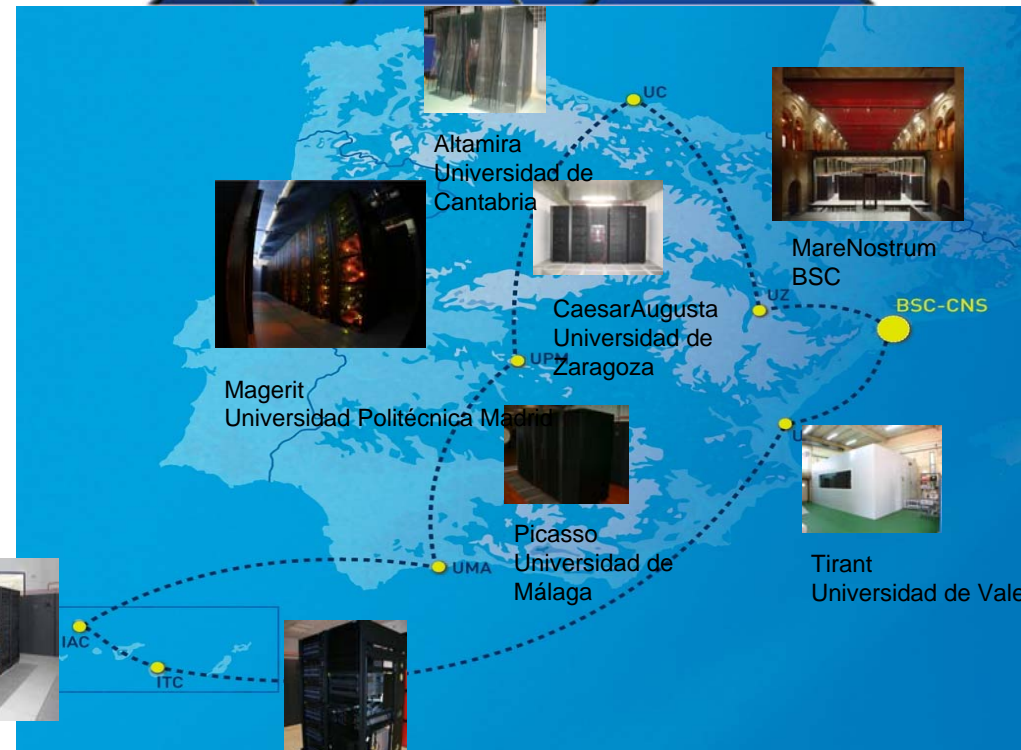 UC
Altamira
Universidad de
Cantabria
MareNostrum
BSC
UZ
BSC-CNS
CaesarAugusta
Universidad de
Zaragoza
UPM
Magerit
Universidad Politécnica Madrid
U
Picasso
Universidad de
Málaga
Tirant
Universidad de Vale
UMA
IAC
ITC